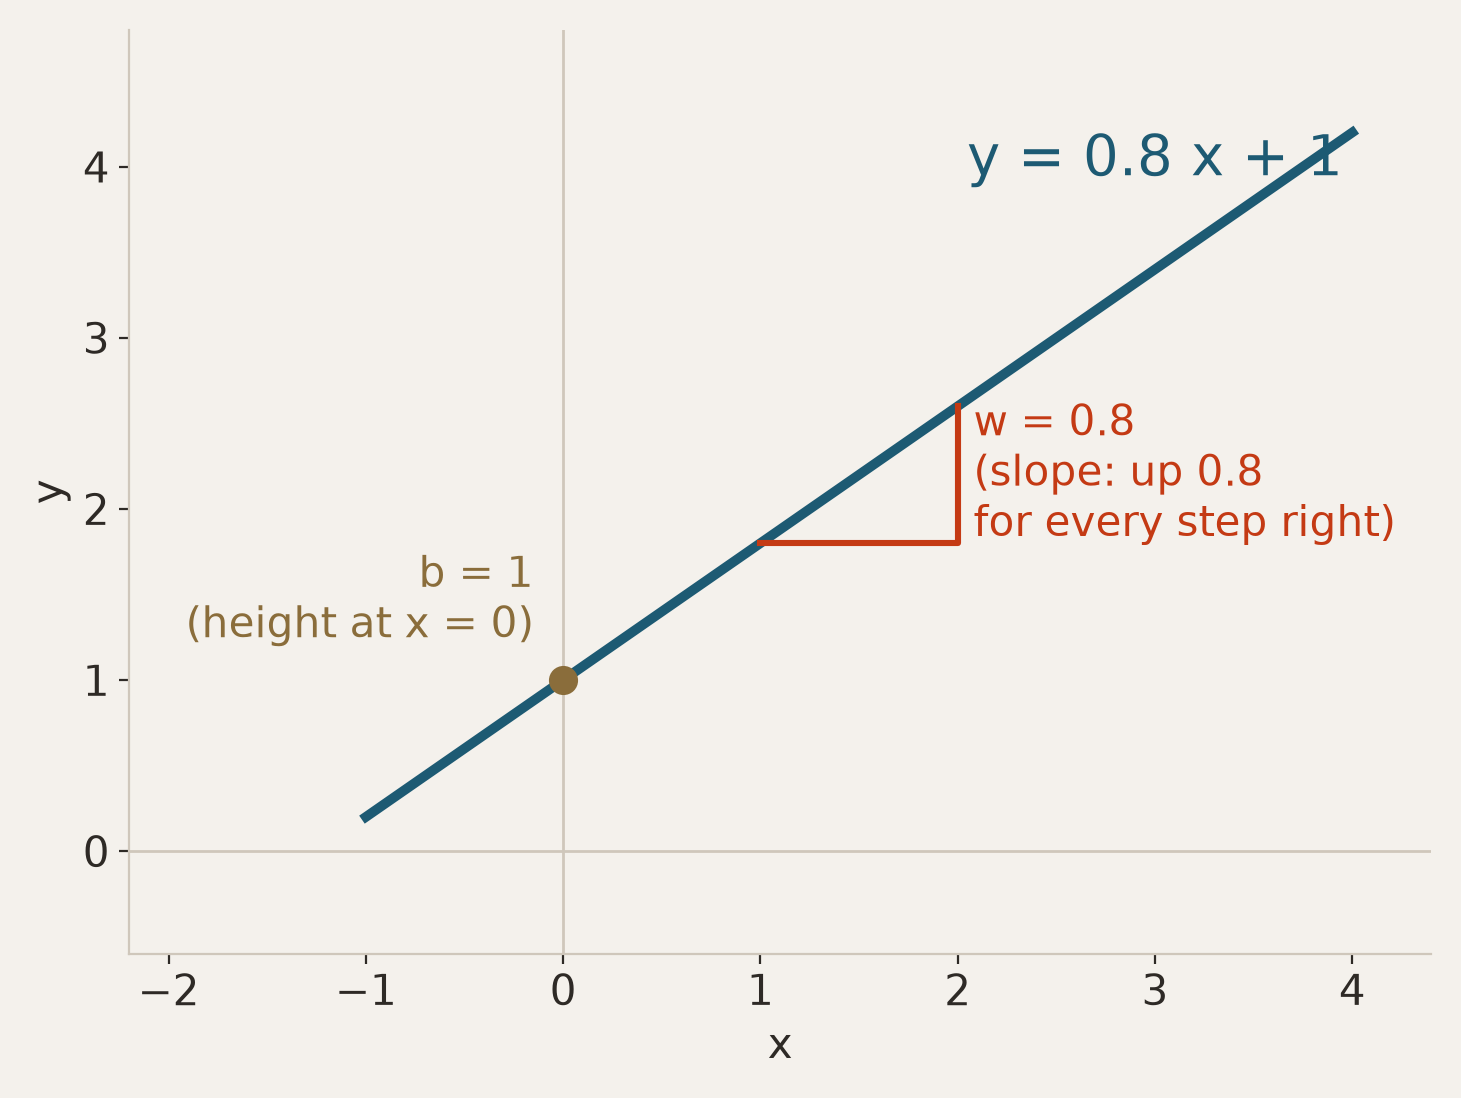 y = 0.8 x + 1
w = 0.8
(slope: up 0.8
for every step right)
b = 1
(height at x = 0)
y
4
3
2
1
0
−2 −1 0 1 2 3 4
x